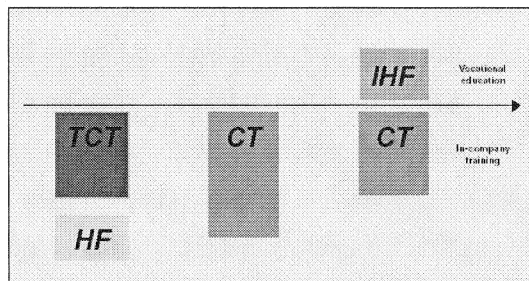 IHF
Vocational
education
TCT
CT
CT
In-company
training
HF